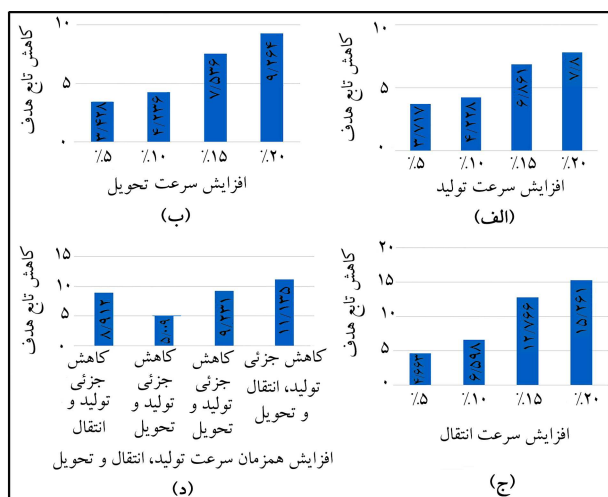 کاهش تابع هدف
۱۰
۵
۰
۳٫۷۱۷
۴٫۲۲۸
۶٫۸۶۱
۷٫۸
٪۵ ٪۱۰ ٪۱۵ ٪۲۰
افزایش سرعت تولید
(الف)
کاهش تابع هدف
۱۰
۵
۰
۳٫۴۲۸
۴٫۲۳۶
۷٫۵۳۶
۹٫۲۶۴
٪۵ ٪۱۰ ٪۱۵ ٪۲۰
افزایش سرعت تحویل
(ب)
کاهش تابع هدف
۲۰
۱۵
۱۰
۵
۰
۴۶۶۳
۶٫۵۹۸
۱۲٫۷۶۶
۱۵٫۲۶۱
٪۵ ٪۱۰ ٪۱۵ ٪۲۰
افزایش سرعت انتقال
(ج)
کاهش تابع هدف
۱۵
۱۰
۵
۰
۸٫۹۱۲
۵٫۰۰۹
۹٫۲۳۱
۱۱٫۱۳۵
کاهش
جزئی
تولید و
انتقال
کاهش
جزئی
تولید و
تحویل
کاهش
جزئی
تولید و
تحویل
کاهش جزئی
تولید، انتقال
و تحویل
افزایش همزمان سرعت تولید، انتقال و تحویل
(د)